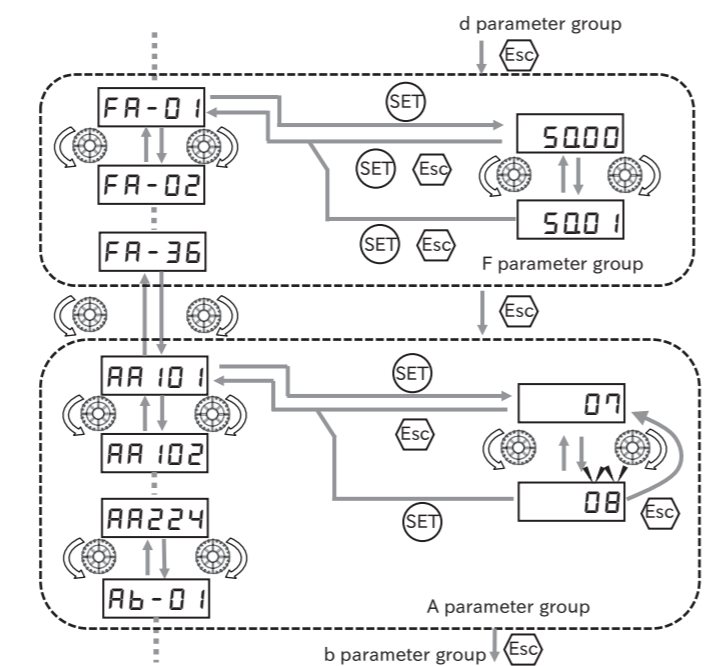 d parameter group
Esc
FA-01
SET
50.00
SET Esc
FA-02
50.01
SET Esc
FA-36
F parameter group
Esc
AA101
SET
07
Esc
AA102
08
Esc
SET
AA224
Ab-01
A parameter group
b parameter group Esc